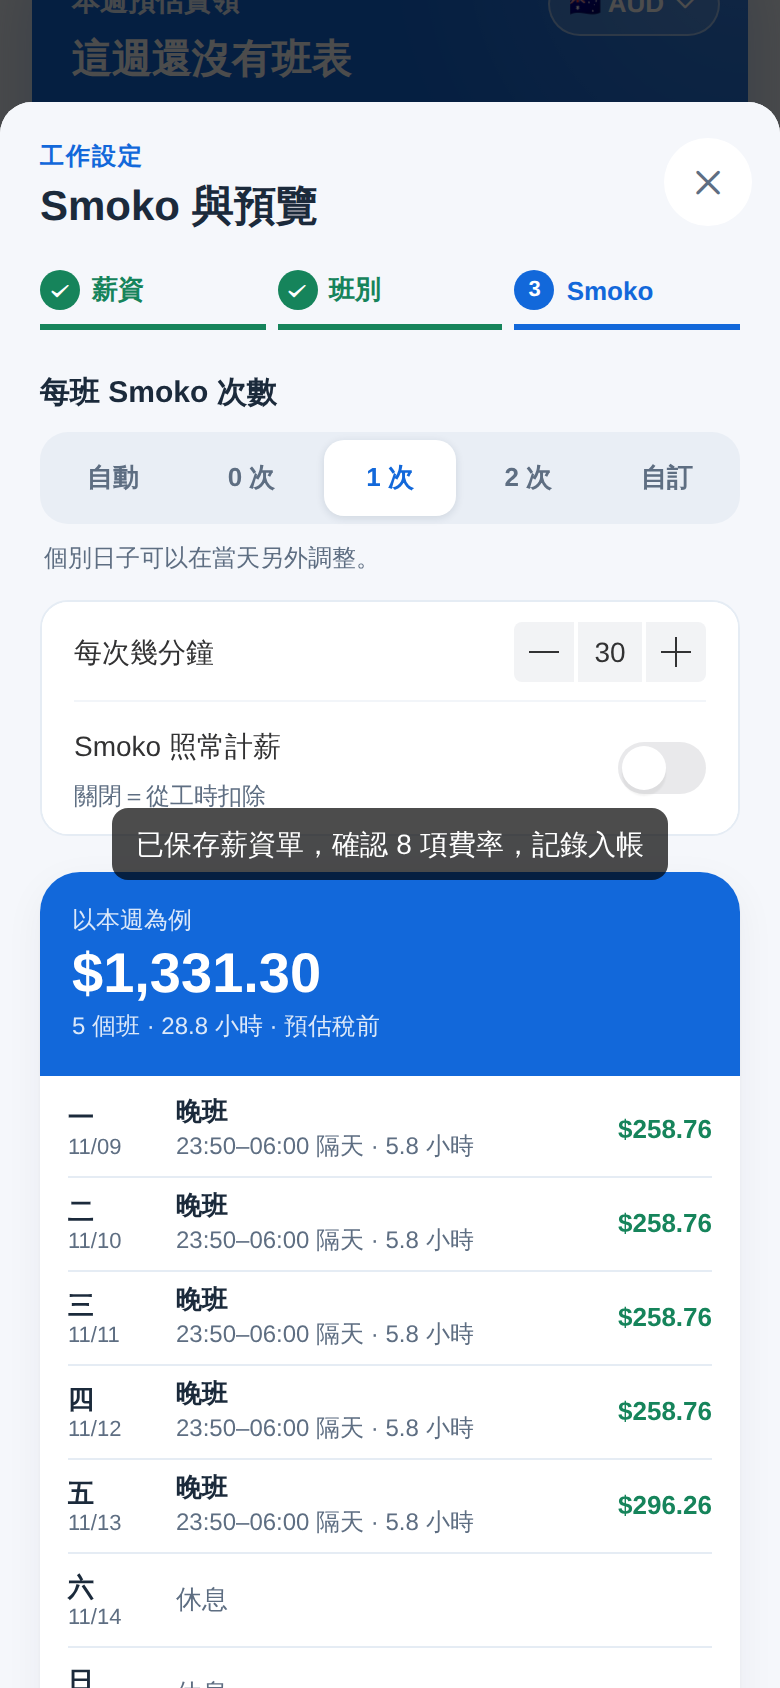 本週預估實領
AUD
這週還沒有班表
工作設定
Smoko 與預覽
薪資
班別
3 Smoko
每班 Smoko 次數
自動 0 次 1 次 2 次 自訂
個別日子可以在當天另外調整。
每次幾分鐘
30
Smoko 照常計薪
關閉＝從工時扣除
已保存薪資單，確認 8 項費率，記錄入帳
以本週為例
$1,331.30
5 個班 · 28.8 小時 · 預估稅前
一 晚班
11/09 23:50–06:00 隔天 · 5.8 小時 $258.76
二 晚班
11/10 23:50–06:00 隔天 · 5.8 小時 $258.76
三 晚班
11/11 23:50–06:00 隔天 · 5.8 小時 $258.76
四 晚班
11/12 23:50–06:00 隔天 · 5.8 小時 $258.76
五 晚班
11/13 23:50–06:00 隔天 · 5.8 小時 $296.26
六 休息
11/14
日 休息